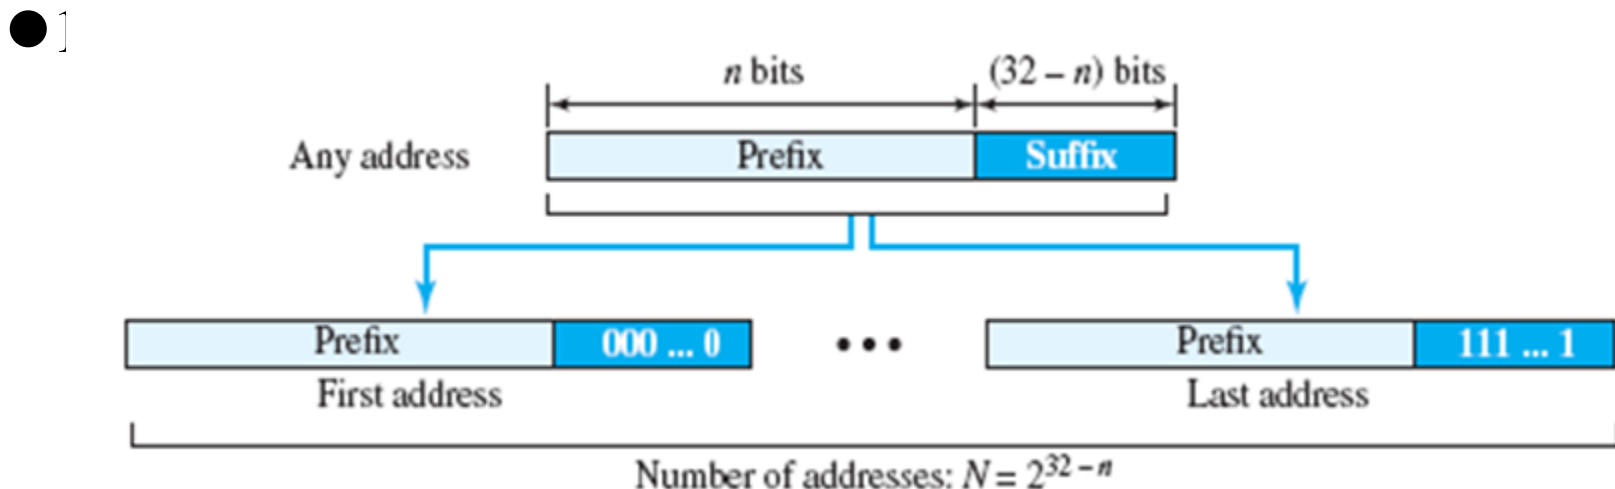 n bits (32 – n) bits
Any address Prefix Suffix
Prefix 000 ... 0 ••• Prefix 111 ... 1
First address Last address
Number of addresses: N = 2^{32 – n}